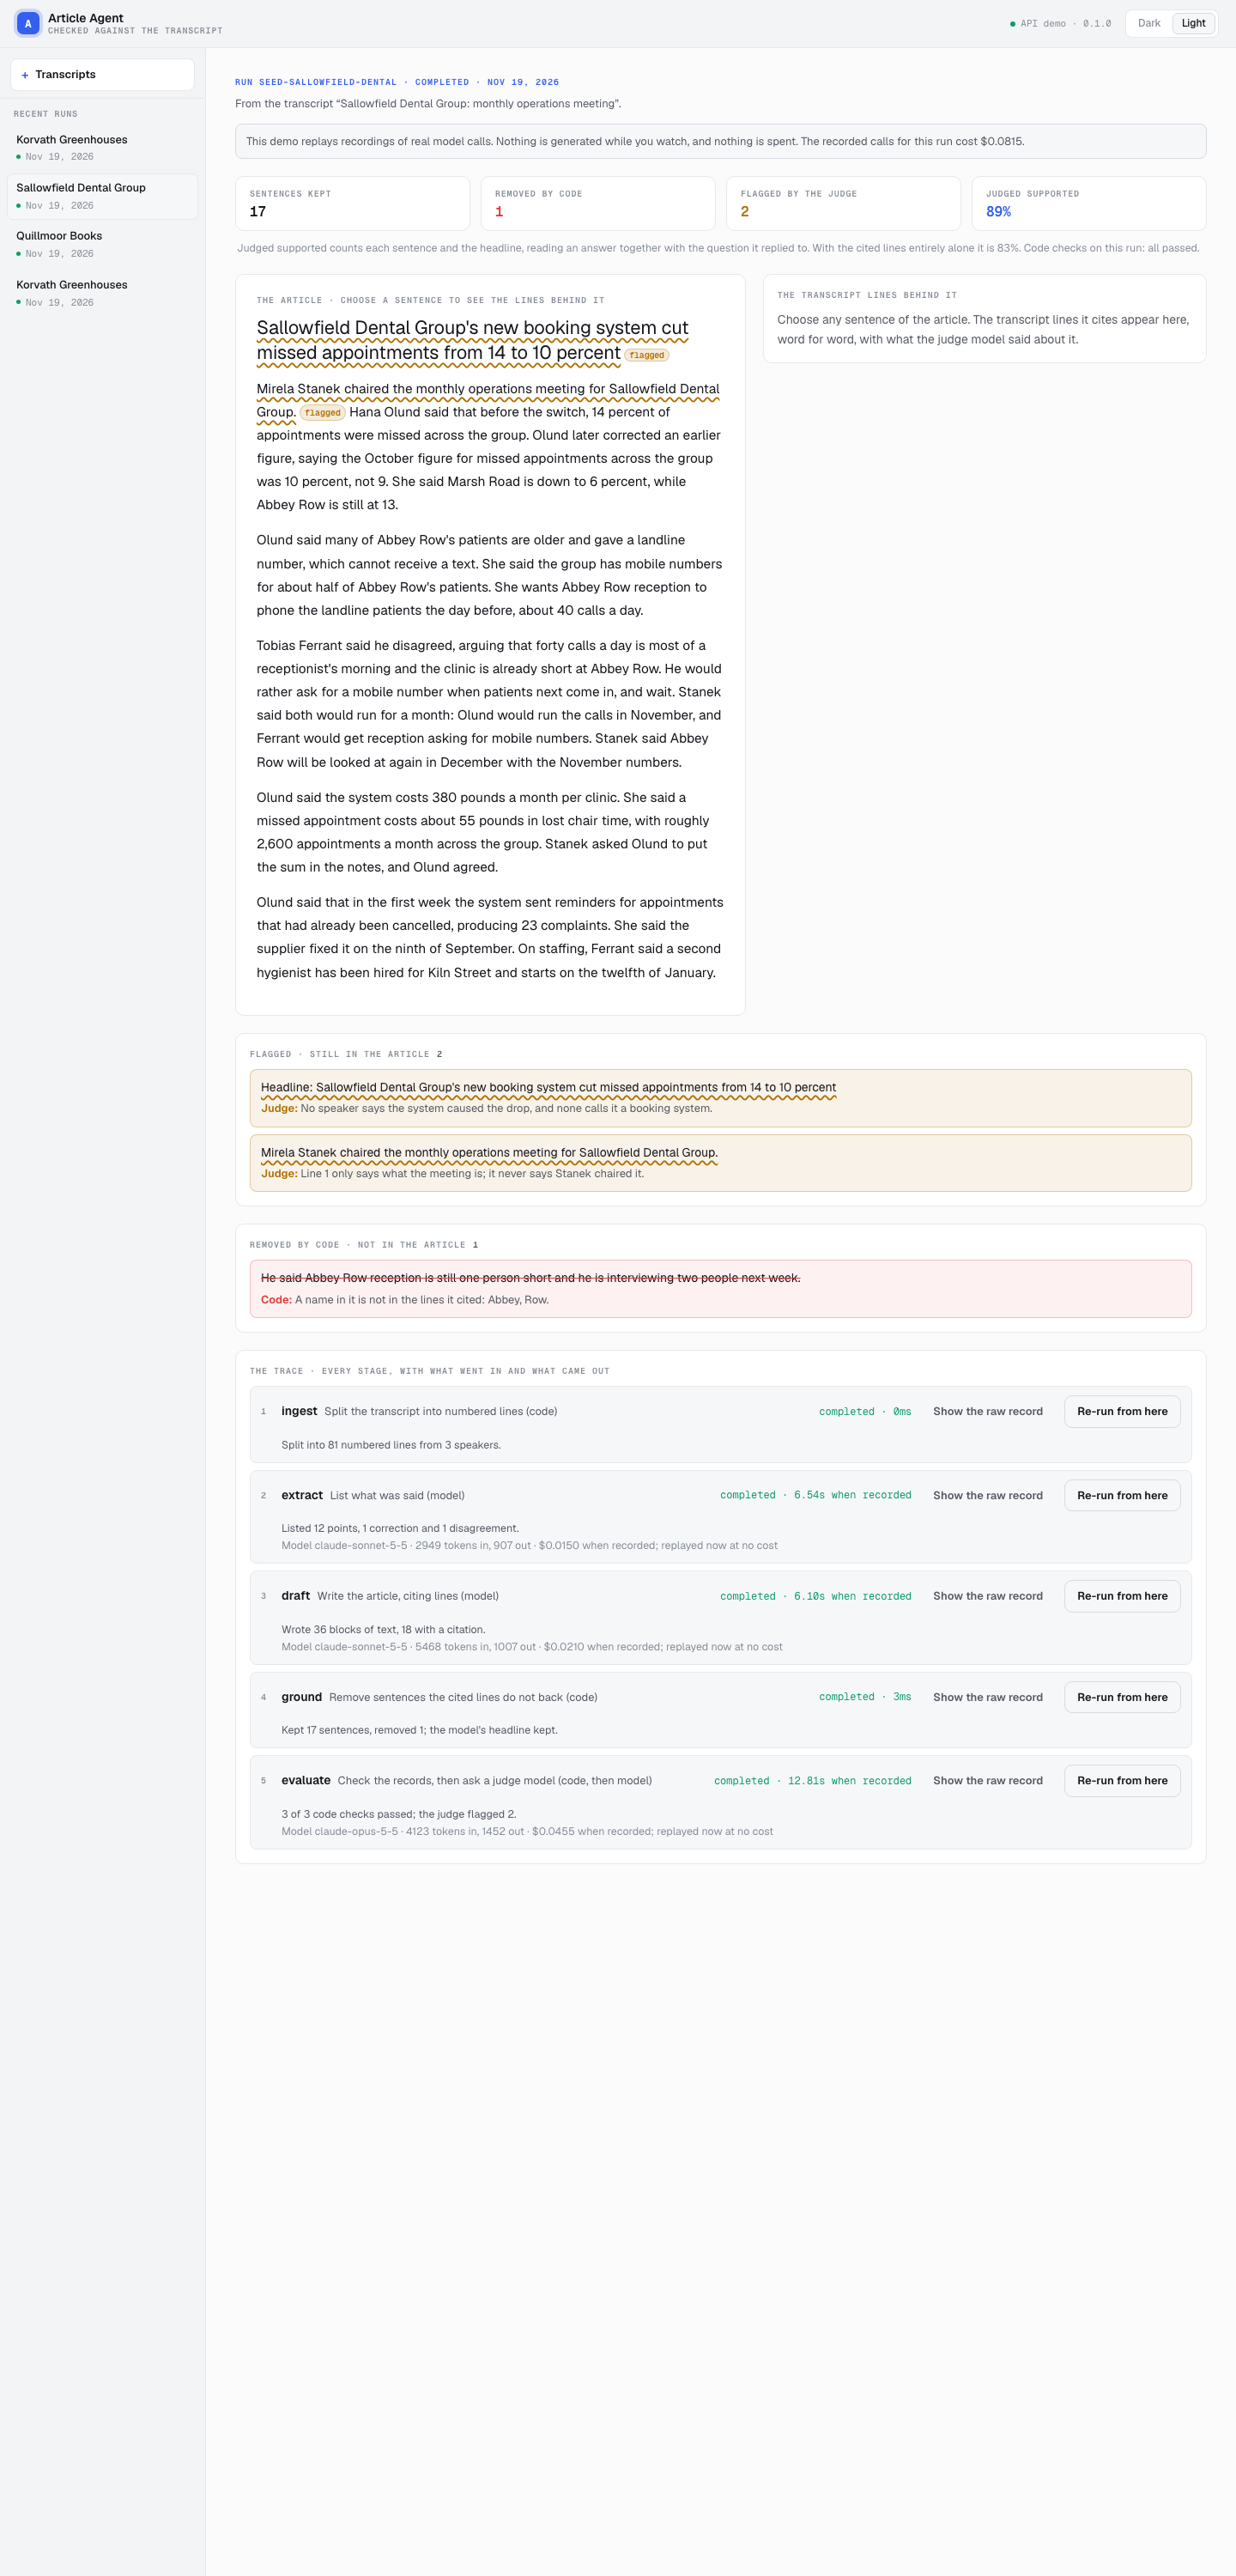 A
Article Agent
CHECKED AGAINST THE TRANSCRIPT
API demo · 0.1.0
Dark
Light
+ Transcripts
RECENT RUNS
Korvath Greenhouses
Nov 19, 2026
Sallowfield Dental Group
Nov 19, 2026
Quillmoor Books
Nov 19, 2026
Korvath Greenhouses
Nov 19, 2026
RUN SEED-SALLOWFIELD-DENTAL · COMPLETED · NOV 19, 2026
From the transcript “Sallowfield Dental Group: monthly operations meeting”.
This demo replays recordings of real model calls. Nothing is generated while you watch, and nothing is spent. The recorded calls for this run cost $0.0815.
SENTENCES KEPT
17
REMOVED BY CODE
1
FLAGGED BY THE JUDGE
2
JUDGED SUPPORTED
89%
Judged supported counts each sentence and the headline, reading an answer together with the question it replied to. With the cited lines entirely alone it is 83%. Code checks on this run: all passed.
THE ARTICLE · CHOOSE A SENTENCE TO SEE THE LINES BEHIND IT
Sallowfield Dental Group's new booking system cut
missed appointments from 14 to 10 percent flagged
Mirela Stanek chaired the monthly operations meeting for Sallowfield Dental
Group. flagged Hana Olund said that before the switch, 14 percent of
appointments were missed across the group. Olund later corrected an earlier
figure, saying the October figure for missed appointments across the group
was 10 percent, not 9. She said Marsh Road is down to 6 percent, while
Abbey Row is still at 13.
Olund said many of Abbey Row's patients are older and gave a landline
number, which cannot receive a text. She said the group has mobile numbers
for about half of Abbey Row's patients. She wants Abbey Row reception to
phone the landline patients the day before, about 40 calls a day.
Tobias Ferrant said he disagreed, arguing that forty calls a day is most of a
receptionist's morning and the clinic is already short at Abbey Row. He would
rather ask for a mobile number when patients next come in, and wait. Stanek
said both would run for a month: Olund would run the calls in November, and
Ferrant would get reception asking for mobile numbers. Stanek said Abbey
Row will be looked at again in December with the November numbers.
Olund said the system costs 380 pounds a month per clinic. She said a
missed appointment costs about 55 pounds in lost chair time, with roughly
2,600 appointments a month across the group. Stanek asked Olund to put
the sum in the notes, and Olund agreed.
Olund said that in the first week the system sent reminders for appointments
that had already been cancelled, producing 23 complaints. She said the
supplier fixed it on the ninth of September. On staffing, Ferrant said a second
hygienist has been hired for Kiln Street and starts on the twelfth of January.
THE TRANSCRIPT LINES BEHIND IT
Choose any sentence of the article. The transcript lines it cites appear here,
word for word, with what the judge model said about it.
FLAGGED · STILL IN THE ARTICLE 2
Headline: Sallowfield Dental Group's new booking system cut missed appointments from 14 to 10 percent
Judge: No speaker says the system caused the drop, and none calls it a booking system.
Mirela Stanek chaired the monthly operations meeting for Sallowfield Dental Group.
Judge: Line 1 only says what the meeting is; it never says Stanek chaired it.
REMOVED BY CODE · NOT IN THE ARTICLE 1
He said Abbey Row reception is still one person short and he is interviewing two people next week.
Code: A name in it is not in the lines it cited: Abbey, Row.
THE TRACE · EVERY STAGE, WITH WHAT WENT IN AND WHAT CAME OUT
1 ingest Split the transcript into numbered lines (code) completed · 0ms Show the raw record Re-run from here
Split into 81 numbered lines from 3 speakers.
2 extract List what was said (model) completed · 6.54s when recorded Show the raw record Re-run from here
Listed 12 points, 1 correction and 1 disagreement.
Model claude-sonnet-5-5 · 2949 tokens in, 907 out · $0.0150 when recorded; replayed now at no cost
3 draft Write the article, citing lines (model) completed · 6.10s when recorded Show the raw record Re-run from here
Wrote 36 blocks of text, 18 with a citation.
Model claude-sonnet-5-5 · 5468 tokens in, 1007 out · $0.0210 when recorded; replayed now at no cost
4 ground Remove sentences the cited lines do not back (code) completed · 3ms Show the raw record Re-run from here
Kept 17 sentences, removed 1; the model's headline kept.
5 evaluate Check the records, then ask a judge model (code, then model) completed · 12.81s when recorded Show the raw record Re-run from here
3 of 3 code checks passed; the judge flagged 2.
Model claude-opus-5-5 · 4123 tokens in, 1452 out · $0.0455 when recorded; replayed now at no cost